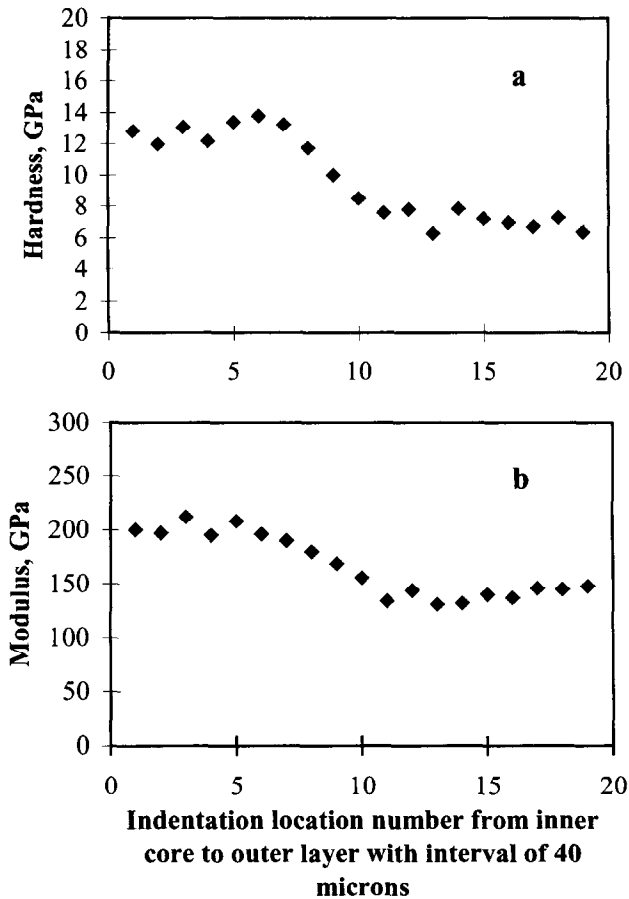 20
18
16
14
12
10
8
6
4
2
0
Hardness, GPa
a
0 5 10 15 20
300
250
200
150
100
50
0
Modulus, GPa
b
0 5 10 15 20
Indentation location number from inner
core to outer layer with interval of 40
microns